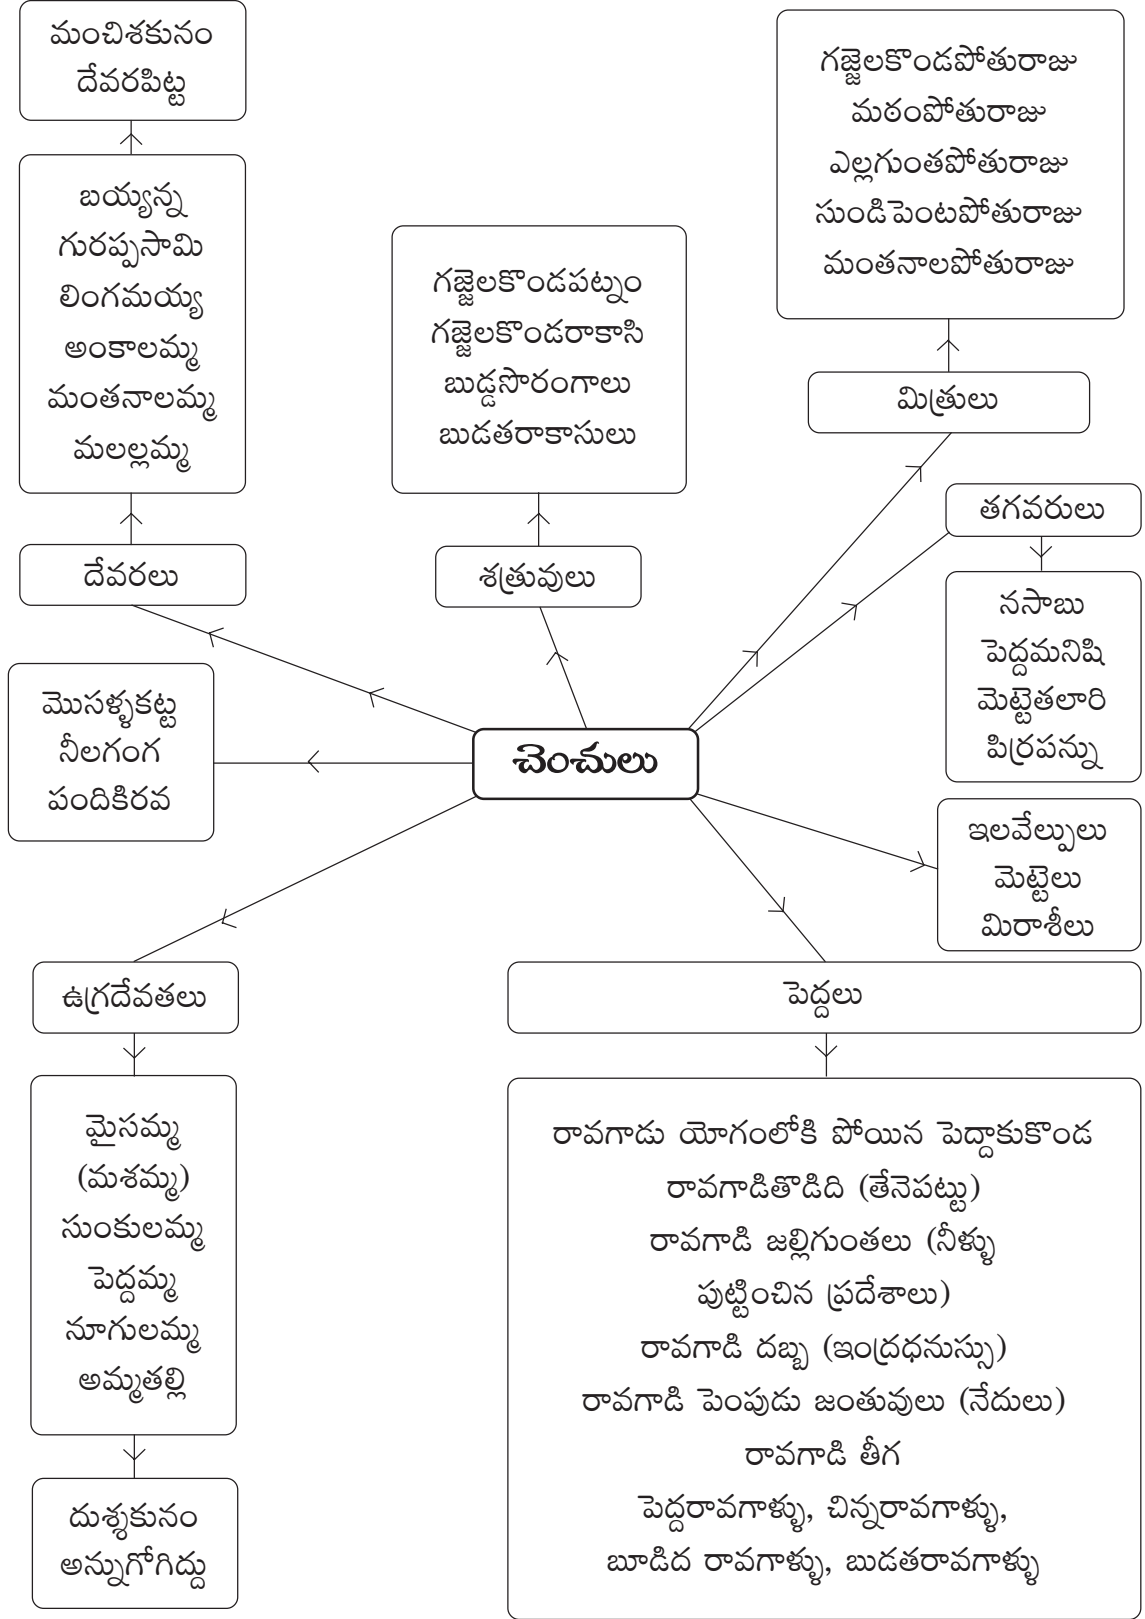 మంచిశకునం
దేవరపిట్ట
బయ్యన్న
గురప్పసామి
లింగమయ్య
అంకాలమ్మ
మంతనాలమ్మ
మలల్లమ్మ
దేవరలు
గజ్జెలకొండపట్నం
గజ్జెలకొండరాకాసి
బుడ్డసొరంగాలు
బుడతరాకాసులు
శత్రువులు
గజ్జెలకొండపోతురాజు
మఠంపోతురాజు
ఎల్లగుంతపోతురాజు
సుండిపెంటపోతురాజు
మంతనాలపోతురాజు
మిత్రులు
తగవరులు
నసాబు
పెద్దమనిషి
మెట్టెతలారి
పిర్రపన్ను
మొసళ్ళకట్ట
నీలగంగ
పందికిరవ
చెంచులు
ఇలవేల్పులు
మెట్టెలు
మిరాశీలు
ఉగ్రదేవతలు
మైసమ్మ
(మశమ్మ)
సుంకులమ్మ
పెద్దమ్మ
నూగులమ్మ
అమ్మతల్లి
దుశ్శకునం
అన్నుగోగిద్దు
పెద్దలు
రావగాడు యోగంలోకి పోయిన పెద్దాకుకొండ
రావగాడితొడిది (తేనెపట్టు)
రావగాడి జల్లిగుంతలు (నీళ్ళు
పుట్టించిన ప్రదేశాలు)
రావగాడి దబ్బ (ఇంద్రధనుస్సు)
రావగాడి పెంపుడు జంతువులు (నేదులు)
రావగాడి తీగ
పెద్దరావగాళ్ళు, చిన్నరావగాళ్ళు,
బూడిద రావగాళ్ళు, బుడతరావగాళ్ళు